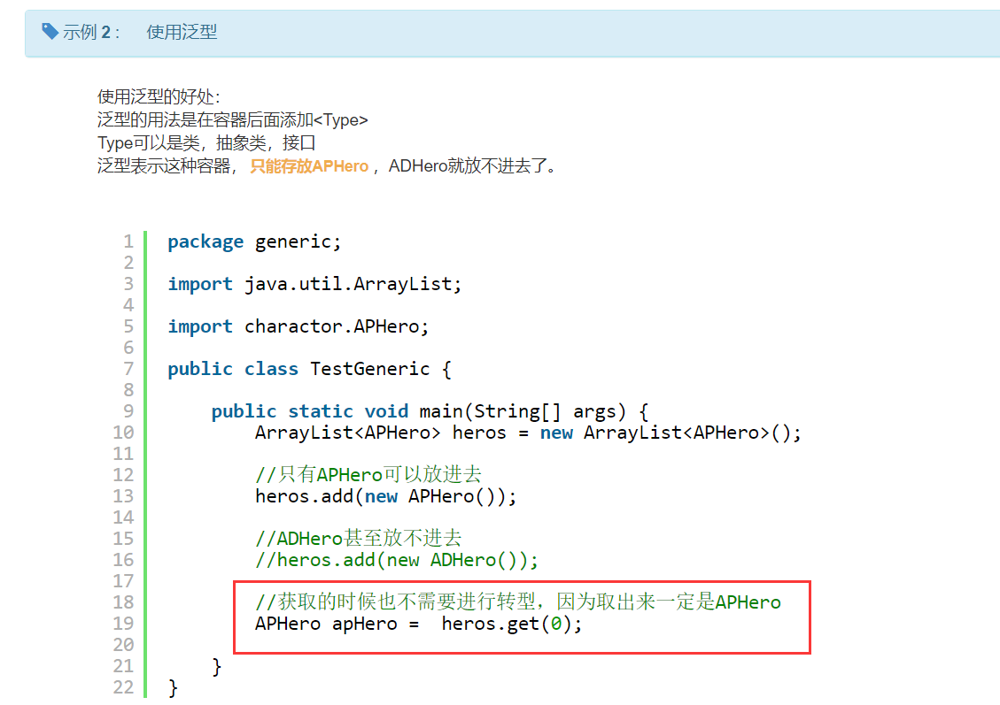 示例 2 : 使用泛型
使用泛型的好处：
泛型的用法是在容器后面添加<Type>
Type可以是类，抽象类，接口
泛型表示这种容器，只能存放APHero，ADHero就放不进去了。
1 package generic;
2
3 import java.util.ArrayList;
4
5 import charactor.APHero;
6
7 public class TestGeneric {
8
9 public static void main(String[] args) {
10 ArrayList<APHero> heros = new ArrayList<APHero>();
11
12 //只有APHero可以放进去
13 heros.add(new APHero());
14
15 //ADHero甚至放不进去
16 //heros.add(new ADHero());
17
18 //获取的时候也不需要进行转型，因为取出来一定是APHero
19 APHero apHero =  heros.get(0);
20
21 }
22 }